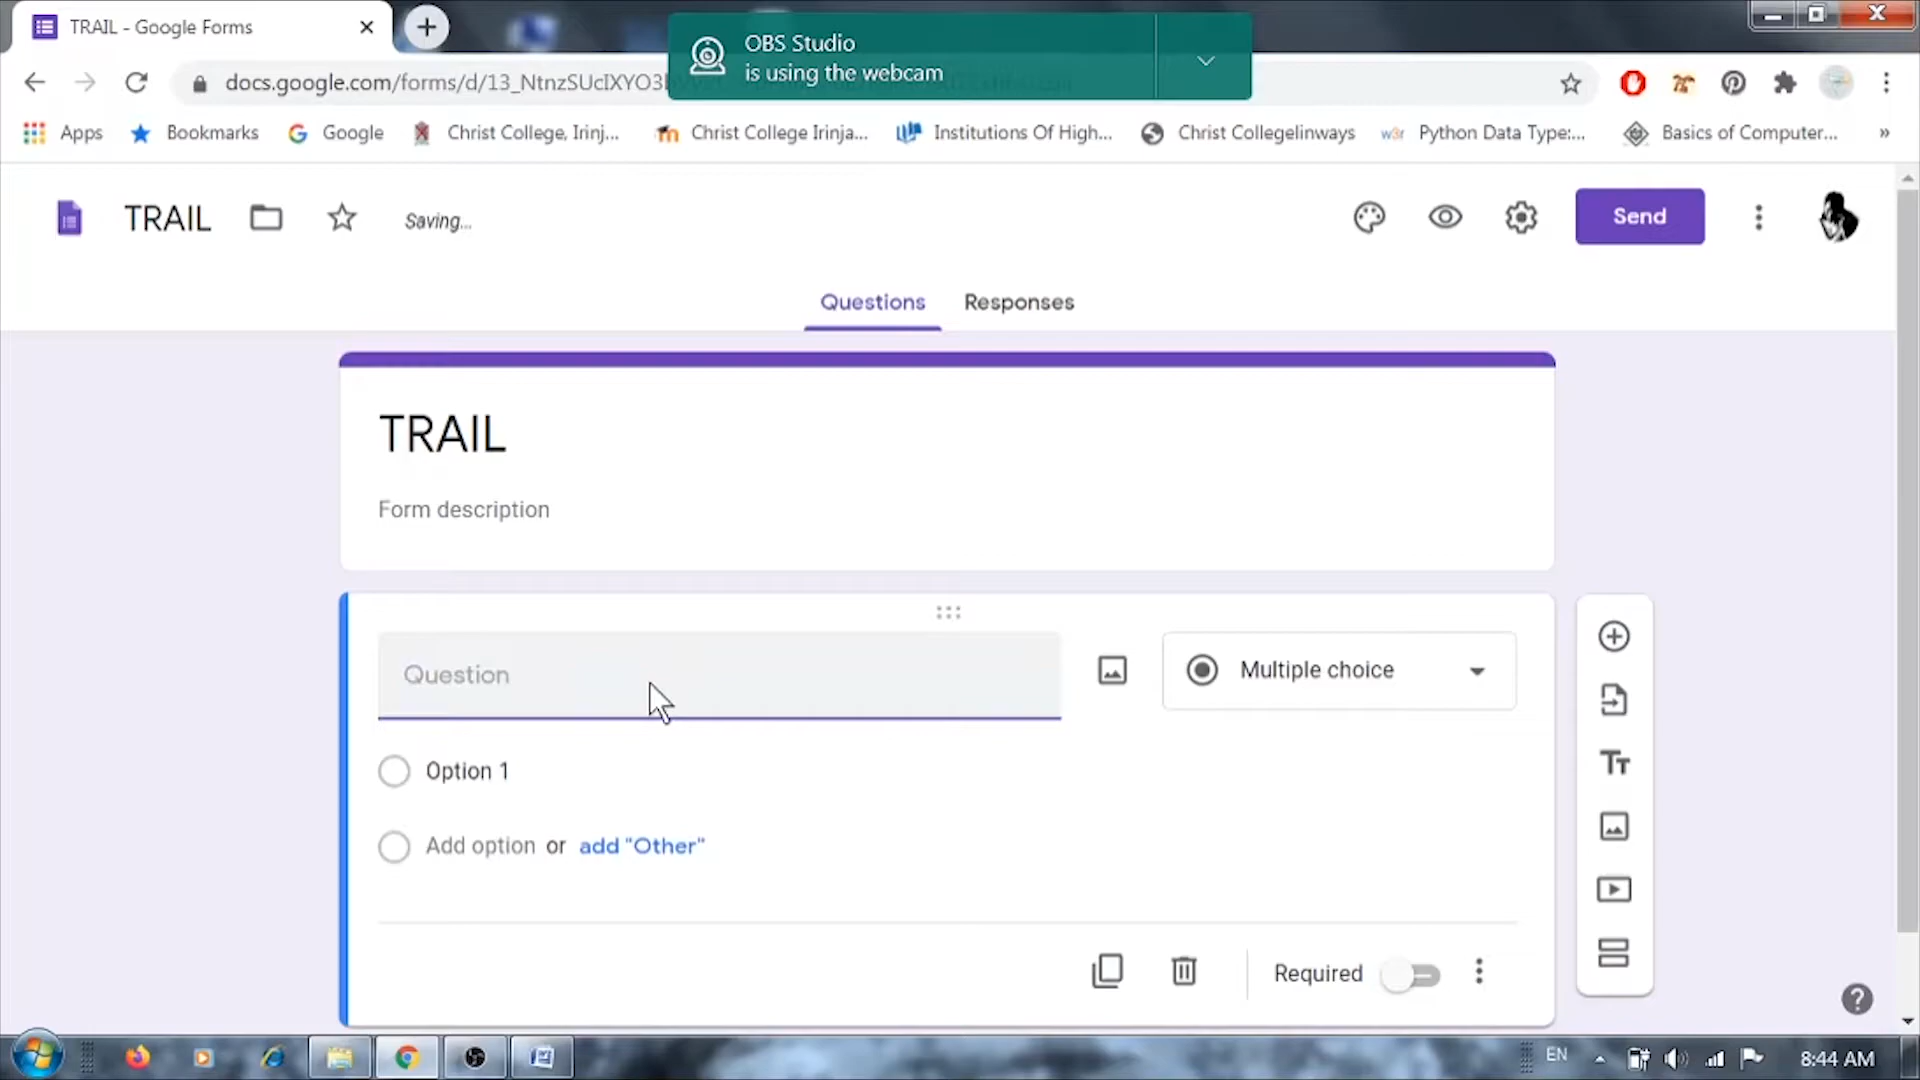 TRAIL - Google Forms
OBS Studio
is using the webcam
docs.google.com/forms/d/13_NtnzSUcIXYO3
Apps
Bookmarks
Google
Christ College, Irinj...
Christ College Irinja...
Institutions Of High...
Christ Collegelinways
Python Data Type:...
Basics of Computer...
»
TRAIL
Saving...
Send
Questions
Responses
TRAIL
Form description
Question
Multiple choice
Option 1
Add option or add "Other"
Required
EN
8:44 AM